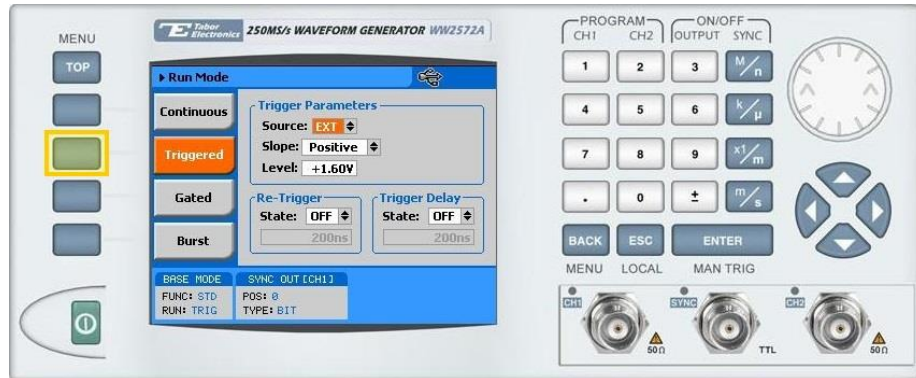 MENU
TOP
Tabor Electronics 250MS/s WAVEFORM GENERATOR WW2572A
▸ Run Mode
Continuous
Triggered
Gated
Burst
Trigger Parameters
Source: EXT
Slope: Positive
Level: +1.60V
Re-Trigger
State: OFF
200ns
Trigger Delay
State: OFF
200ns
BASE MODE
FUNC: STD
RUN: TRIG
SYNC OUT [CH1]
POS: 0
TYPE: BIT
PROGRAM
CH1 CH2
ON/OFF
OUTPUT SYNC
1 2 3 M/n
4 5 6 k/µ
7 8 9 x1/m
. 0 ± m/s
BACK ESC ENTER
MENU LOCAL MAN TRIG
CH1 SYNC CH2
50Ω TTL 50Ω